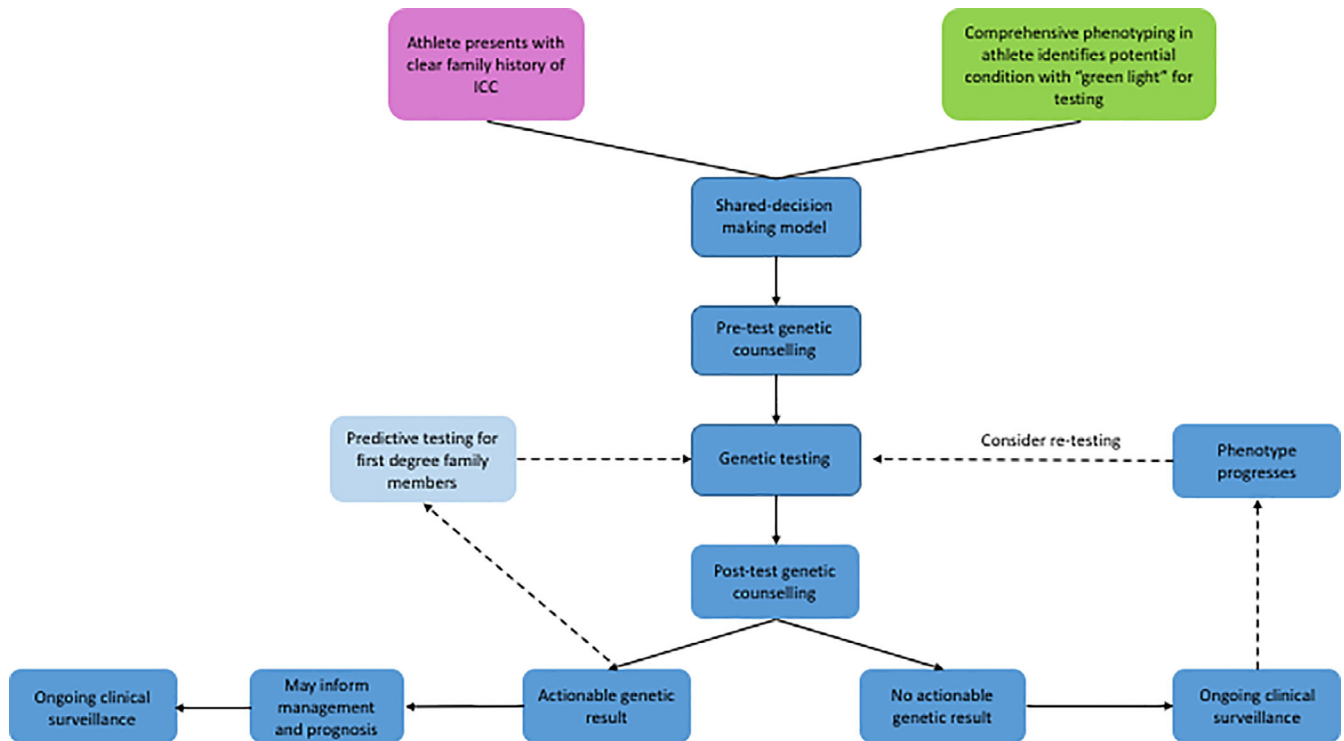 Athlete presents with
clear family history of
ICC
Comprehensive phenotyping in
athlete identifies potential
condition with “green light” for
testing
Shared-decision
making model
Pre-test genetic
counselling
Predictive testing for
first degree family
members
Genetic testing
Consider re-testing
Phenotype
progresses
Post-test genetic
counselling
Ongoing clinical
surveillance
May inform
management
and prognosis
Actionable genetic
result
No actionable
genetic result
Ongoing clinical
surveillance